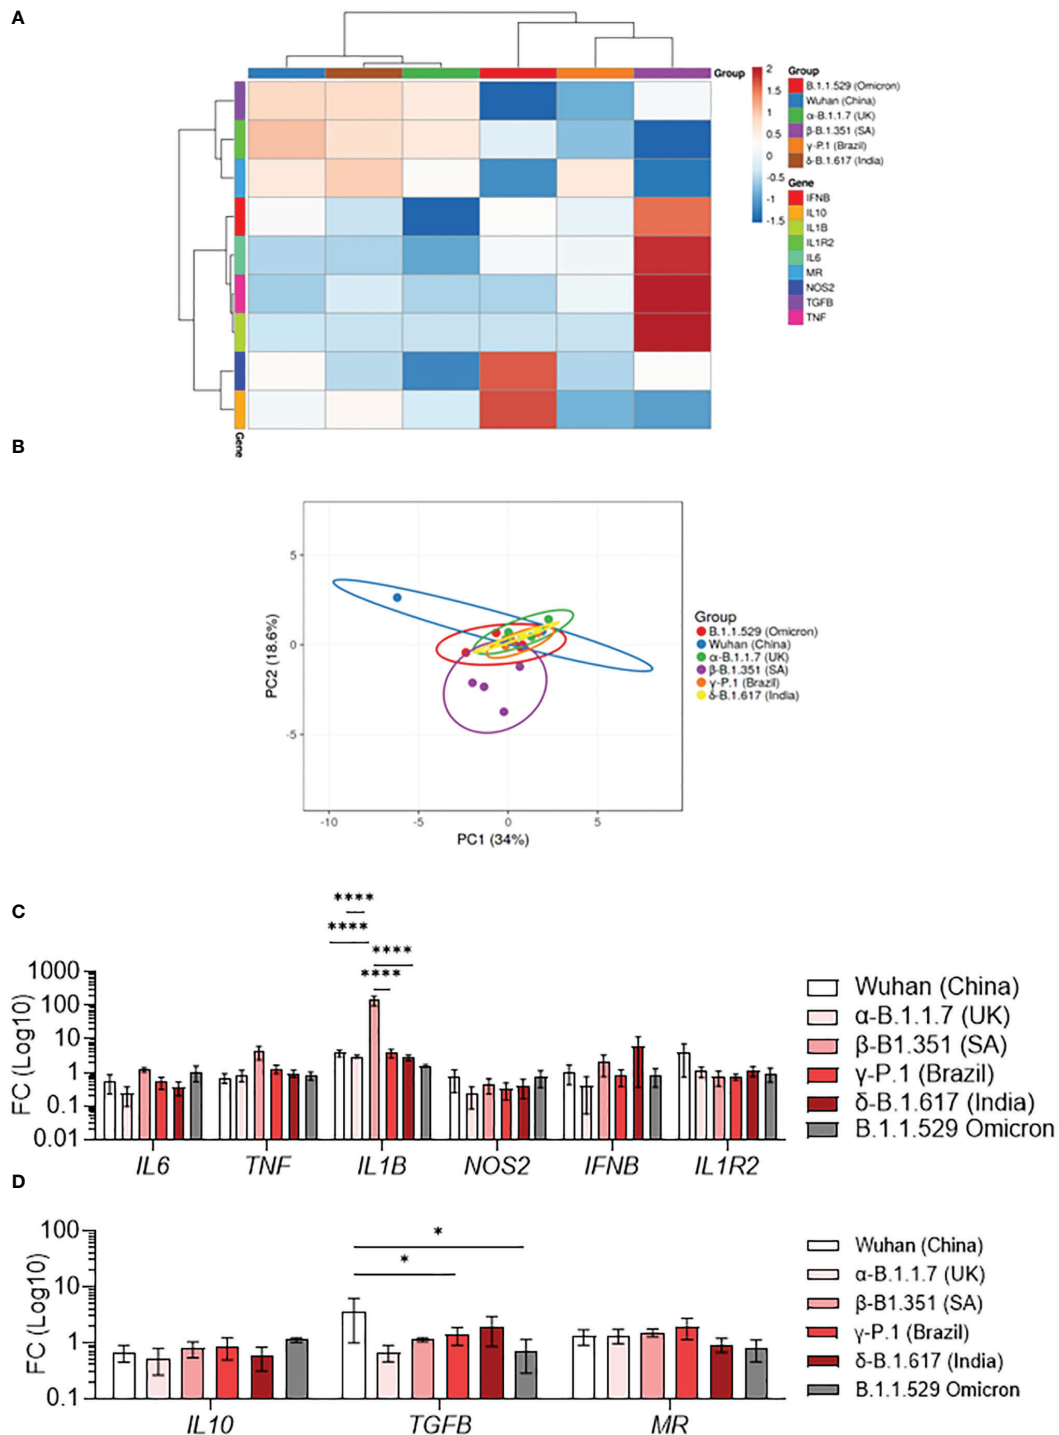 A
Group
2
1.5
1
0.5
0
-0.5
-1
-1.5
Group
B.1.1.529 (Omicron)
Wuhan (China)
α-B.1.1.7 (UK)
β-B.1.351 (SA)
γ-P.1 (Brazil)
δ-B.1.617 (India)
Gene
IFNB
IL10
IL1B
IL1R2
IL6
MR
NOS2
TGFB
TNF
Gene
B
5
0
-5
PC2 (18.6%)
-10
-5
0
5
PC1 (34%)
Group
B.1.1.529 (Omicron)
Wuhan (China)
α-B.1.1.7 (UK)
β-B.1.351 (SA)
γ-P.1 (Brazil)
δ-B.1.617 (India)
C
****
****
****
****
1000
100
10
1
0.1
0.01
FC (Log10)
IL6
TNF
IL1B
NOS2
IFNB
IL1R2
Wuhan (China)
α-B.1.1.7 (UK)
β-B1.351 (SA)
γ-P.1 (Brazil)
δ-B.1.617 (India)
B.1.1.529 Omicron
D
*
*
100
10
1
0.1
FC (Log10)
IL10
TGFB
MR
Wuhan (China)
α-B.1.1.7 (UK)
β-B1.351 (SA)
γ-P.1 (Brazil)
δ-B.1.617 (India)
B.1.1.529 Omicron